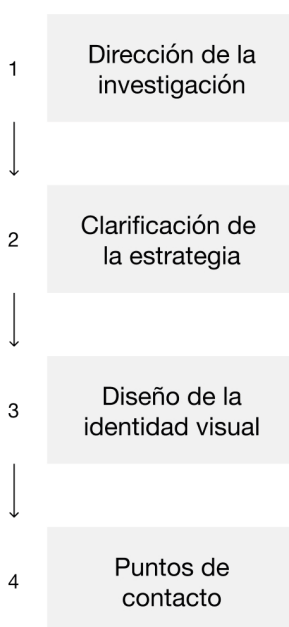 1
Dirección de la
investigación
2
Clarificación de
la estrategia
3
Diseño de la
identidad visual
4
Puntos de
contacto